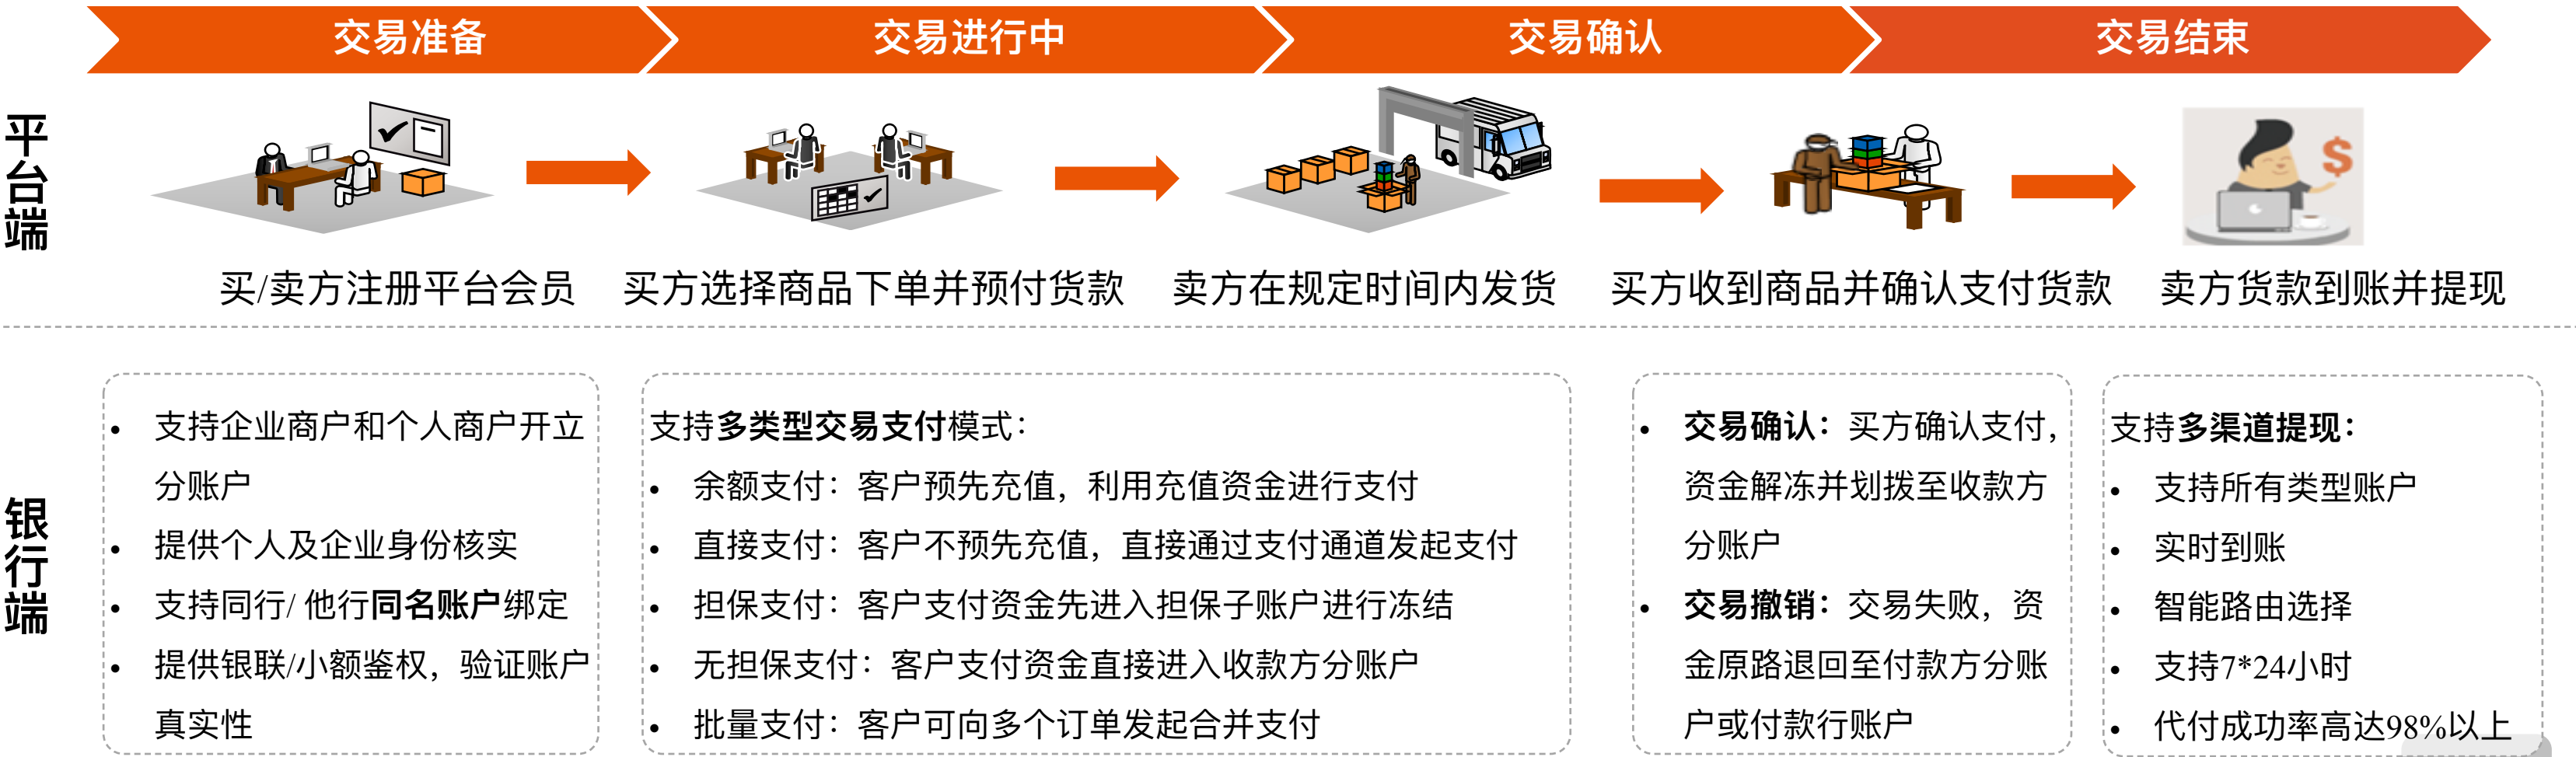 交易准备
交易进行中
交易确认
交易结束
平台端
买/卖方注册平台会员
买方选择商品下单并预付货款
卖方在规定时间内发货
买方收到商品并确认支付货款
卖方货款到账并提现
银行端
• 支持企业商户和个人商户开立
分账户
• 提供个人及企业身份核实
• 支持同行/ 他行同名账户绑定
• 提供银联/小额鉴权，验证账户
真实性
支持多类型交易支付模式：
• 余额支付：客户预先充值，利用充值资金进行支付
• 直接支付：客户不预先充值，直接通过支付通道发起支付
• 担保支付：客户支付资金先进入担保子账户进行冻结
• 无担保支付：客户支付资金直接进入收款方分账户
• 批量支付：客户可向多个订单发起合并支付
• 交易确认：买方确认支付，
资金解冻并划拨至收款方
分账户
• 交易撤销：交易失败，资
金原路退回至付款方分账
户或付款行账户
支持多渠道提现：
• 支持所有类型账户
• 实时到账
• 智能路由选择
• 支持7*24小时
• 代付成功率高达98%以上